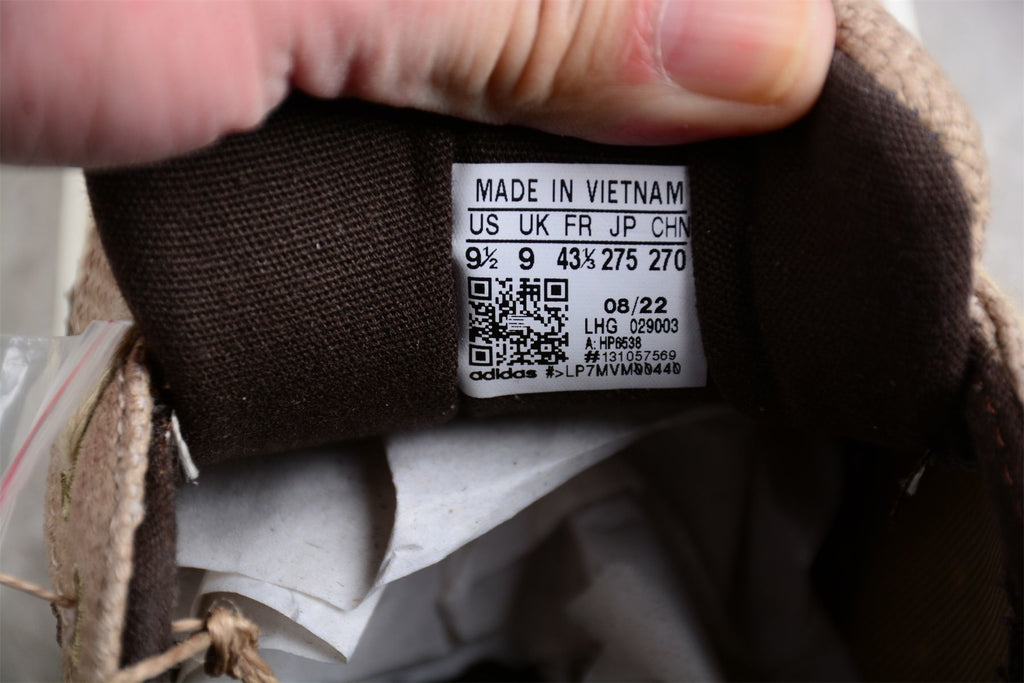 MADE IN VIETNAM
US UK FR JP CHN
9½ 9 43⅓ 275 270
08/22
LHG 029003
A: HP6538
#131057569
adidas #>LP7MVM00440